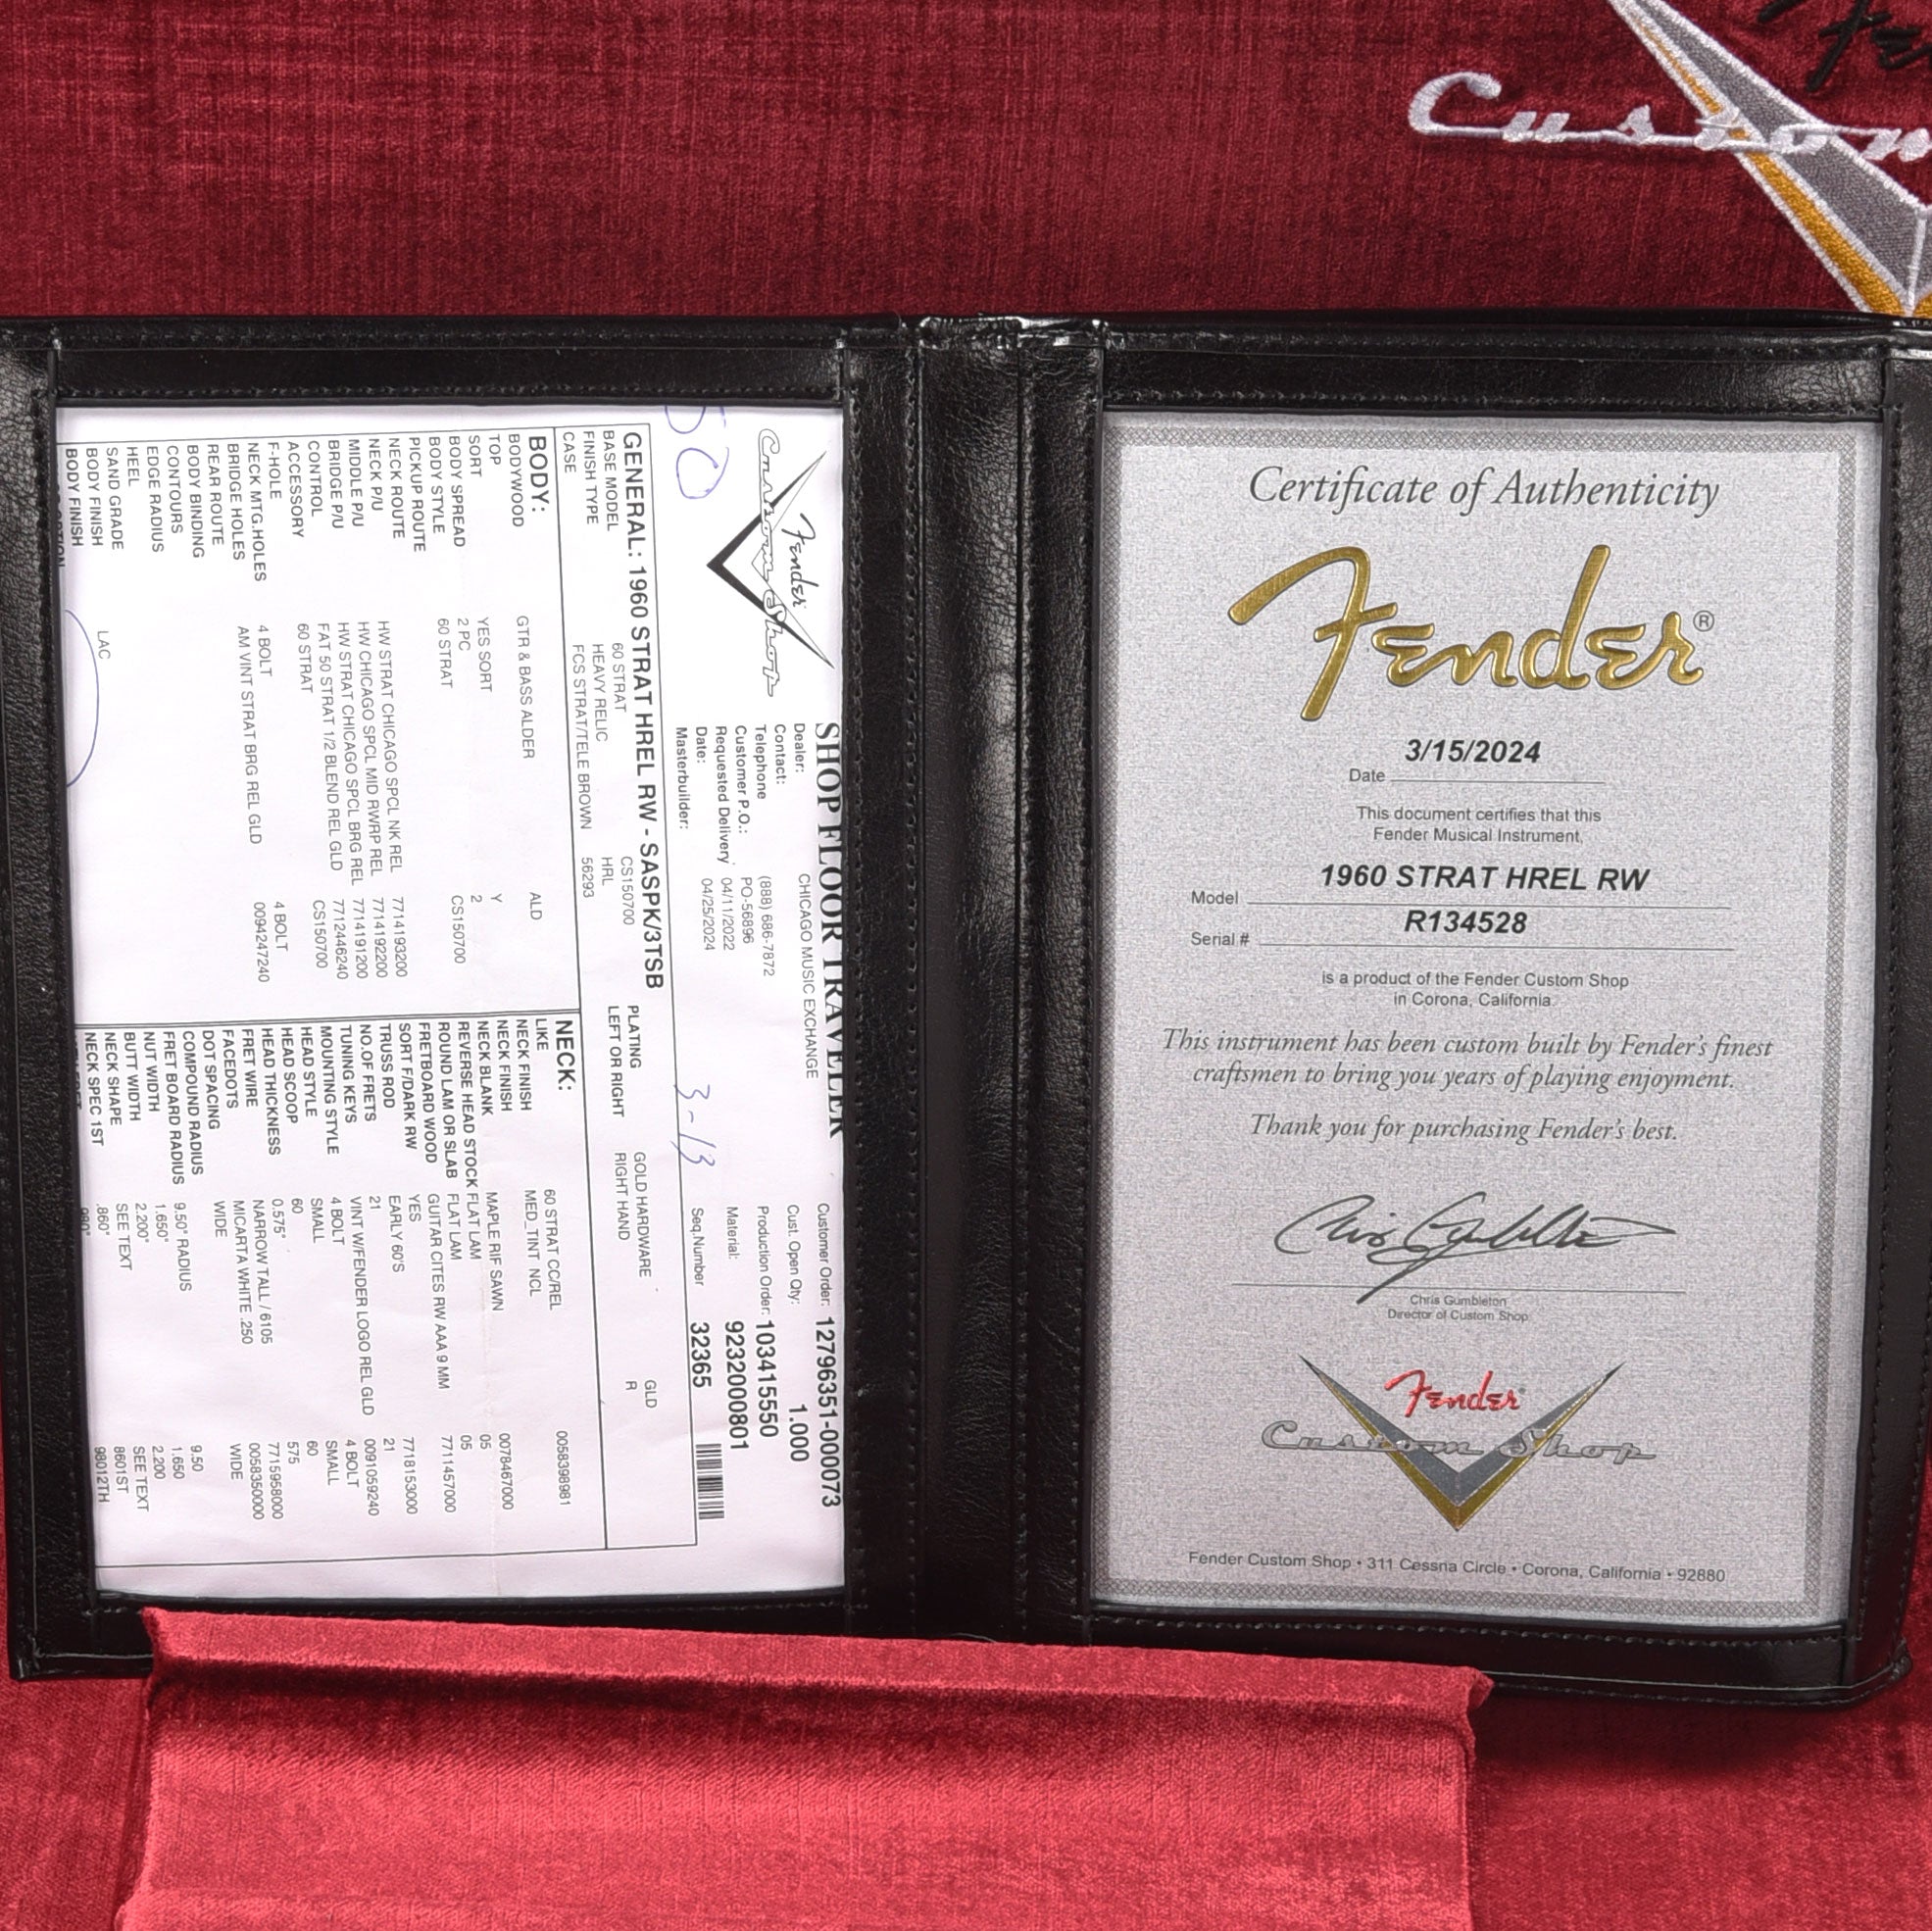 Fe
Custom
50
Fender
Custom Shop
SHOP FLOOR TRAVELER
Dealer: CHICAGO MUSIC EXCHANGE
Contact:
Telephone (888) 686-7872
Customer P.O.: PO-56896
Requested Delivery 04/11/2022
Date: 04/25/2024
Masterbuilder:
3-13
Customer Order: 12796351-000073
Cust. Open Qty: 1.000
Production Order: 103415550
Material: 9232000801
Seq.Number 32365
GENERAL: 1960 STRAT HREL RW - SASPK/3TSB
BASE MODEL 60 STRAT CS150700
FINISH TYPE HEAVY RELIC HRL
CASE FCS STRAT/TELE BROWN 56293
PLATING GOLD HARDWARE GLD
LEFT OR RIGHT RIGHT HAND R
BODY:
BODYWOOD GTR & BASS ALDER ALD
TOP
SORT YES SORT Y
BODY SPREAD 2 PC 2
BODY STYLE 60 STRAT CS150700
PICKUP ROUTE
NECK ROUTE
NECK P/U HW STRAT CHICAGO SPCL NK REL 7714193200
MIDDLE P/U HW CHICAGO SPCL MID RWRP REL 7714192200
BRIDGE P/U HW STRAT CHICAGO SPCL BRG REL 7714191200
CONTROL FAT 50 STRAT 1/2 BLEND REL GLD 7712446240
ACCESSORY 60 STRAT CS150700
F-HOLE
NECK MTG.HOLES 4 BOLT 4 BOLT
BRIDGE HOLES AM VINT STRAT BRG REL GLD 0094247240
REAR ROUTE
BODY BINDING
CONTOURS
EDGE RADIUS
HEEL
SAND GRADE
BODY FINISH LAC
BODY FINISH
NECK:
LIKE 60 STRAT CC/REL 0058398981
NECK FINISH MED_TINT NCL
NECK FINISH
NECK BLANK MAPLE RIF SAWN 0078467000
REVERSE HEAD STOCK FLAT LAM 05
ROUND LAM OR SLAB FLAT LAM 05
FRETBOARD WOOD GUITAR CITES RW AAA 9 MM 7711457000
SORT F/DARK RW YES
TRUSS ROD EARLY 60'S 7718153000
NO.OF FRETS 21 21
TUNING KEYS VINT W/FENDER LOGO REL GLD 0091059240
MOUNTING STYLE 4 BOLT 4 BOLT
HEAD STYLE SMALL SMALL
HEAD SCOOP 60 60
HEAD THICKNESS 0.575" 575
FRET WIRE NARROW TALL / 6105 7715958000
FACEDOTS MICARTA WHITE .250 0058350000
DOT SPACING WIDE WIDE
COMPOUND RADIUS
FRET BOARD RADIUS 9.50" RADIUS 9.50
NUT WIDTH 1.650" 1.650
BUTT WIDTH 2.200" 2.200
NECK SHAPE SEE TEXT SEE TEXT
NECK SPEC 1ST .860" 8601ST
98012TH
Certificate of Authenticity
Fender®
3/15/2024
Date
This document certifies that this
Fender Musical Instrument,
1960 STRAT HREL RW
Model
R134528
Serial #
is a product of the Fender Custom Shop
in Corona, California.
This instrument has been custom built by Fender's finest
craftsmen to bring you years of playing enjoyment.
Thank you for purchasing Fender's best.
Chris Gumbleton
Chris Gumbleton
Director of Custom Shop
Fender
Custom Shop
Fender Custom Shop • 311 Cessna Circle • Corona, California • 92880